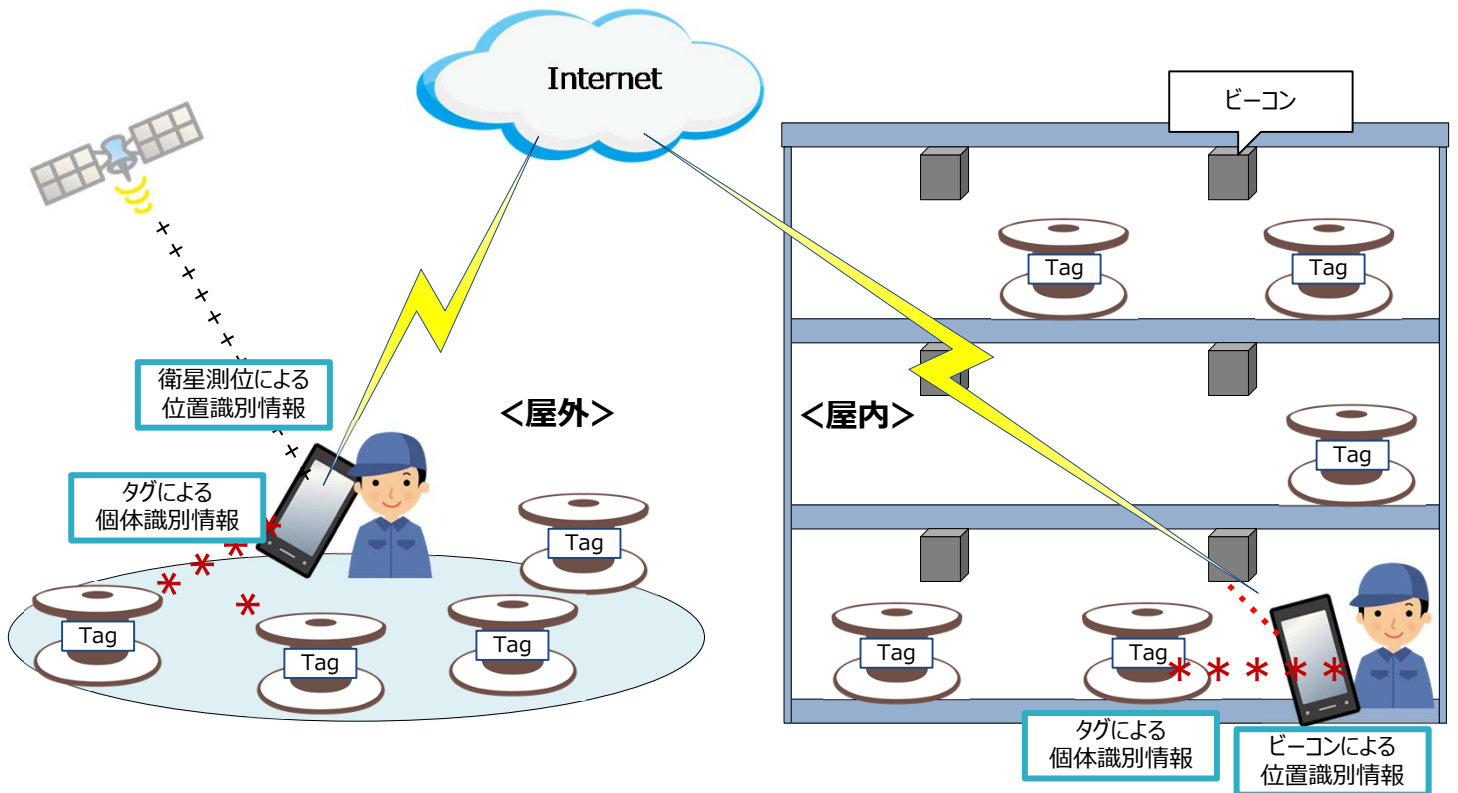 Internet
ビーコン
Tag
Tag
衛星測位による
位置識別情報
<屋外>
<屋内>
Tag
タグによる
個体識別情報
Tag
Tag
Tag
Tag
Tag
Tag
タグによる
個体識別情報
ビーコンによる
位置識別情報